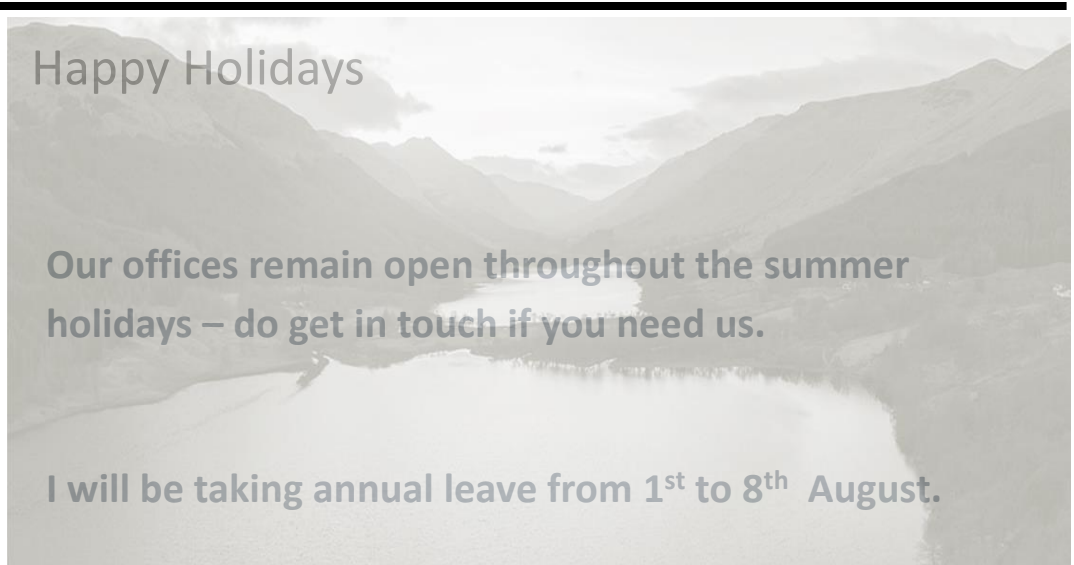 Happy Holidays
Our offices remain open throughout the summer
holidays – do get in touch if you need us.
I will be taking annual leave from 1st to 8th  August.